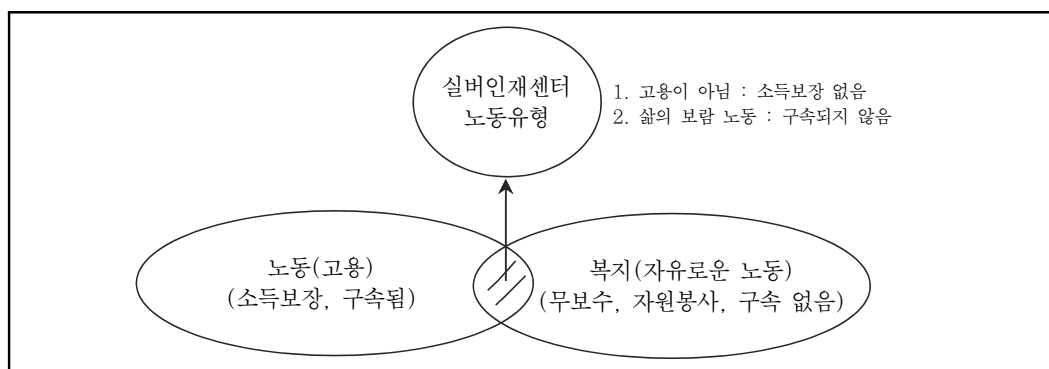 실버인재센터
노동유형
1. 고용이 아님 : 소득보장 없음
2. 삶의 보람 노동 : 구속되지 않음
노동(고용)
(소득보장, 구속됨)
복지(자유로운 노동)
(무보수, 자원봉사, 구속 없음)